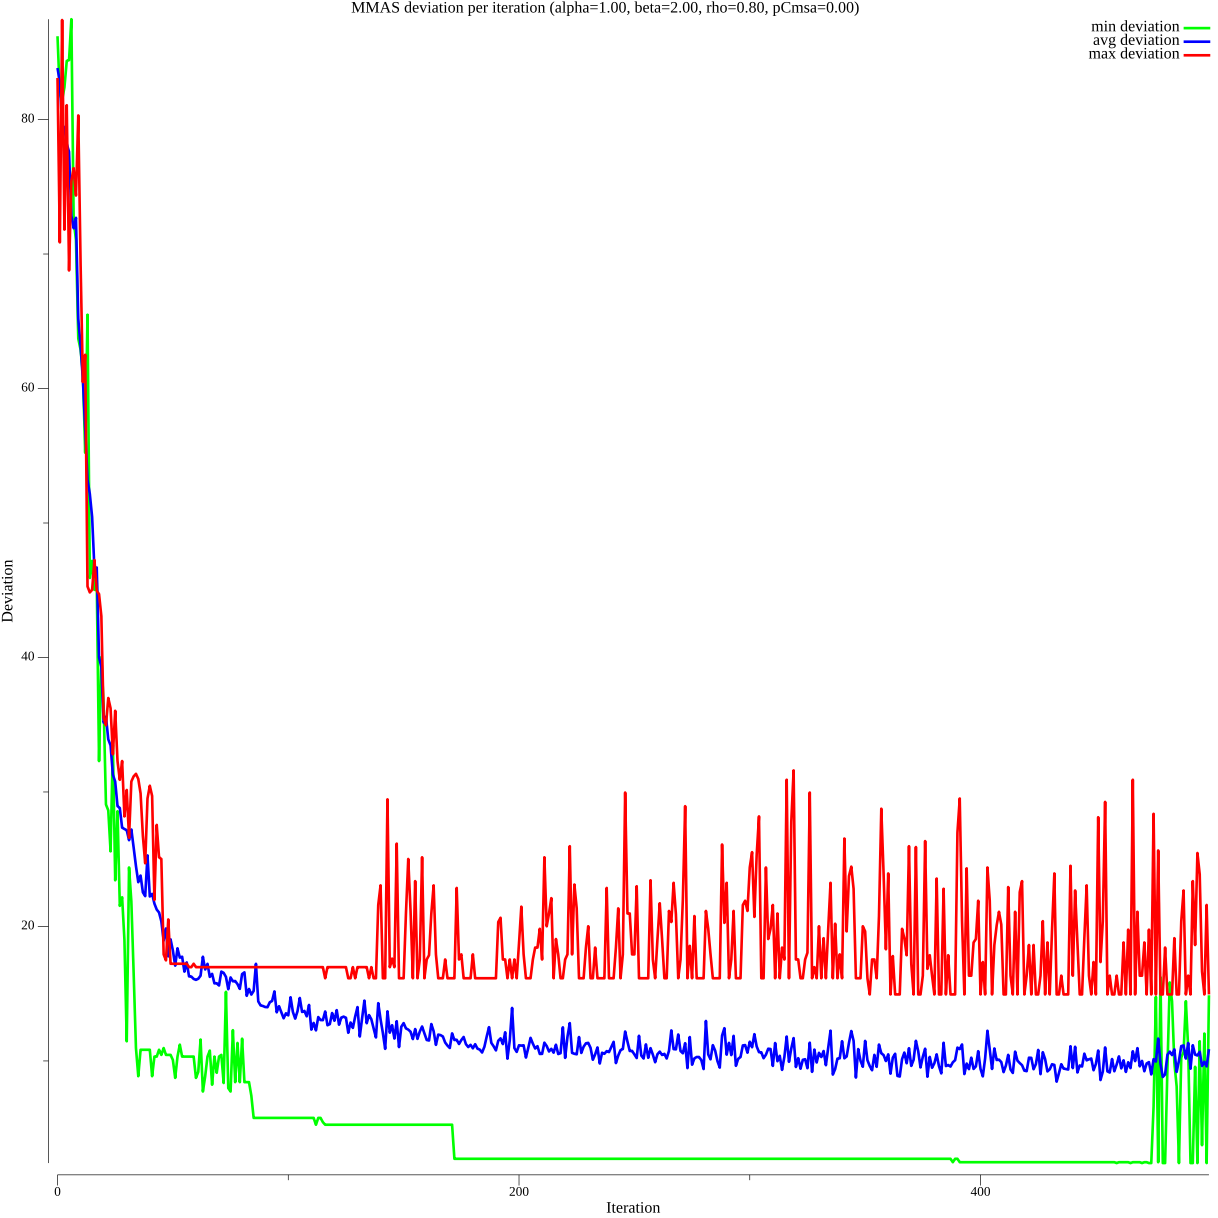 MMAS deviation per iteration (alpha=1.00, beta=2.00, rho=0.80, pCmsa=0.00)
min deviation
avg deviation
max deviation
80
60
Deviation
40
20
0
200
400
Iteration